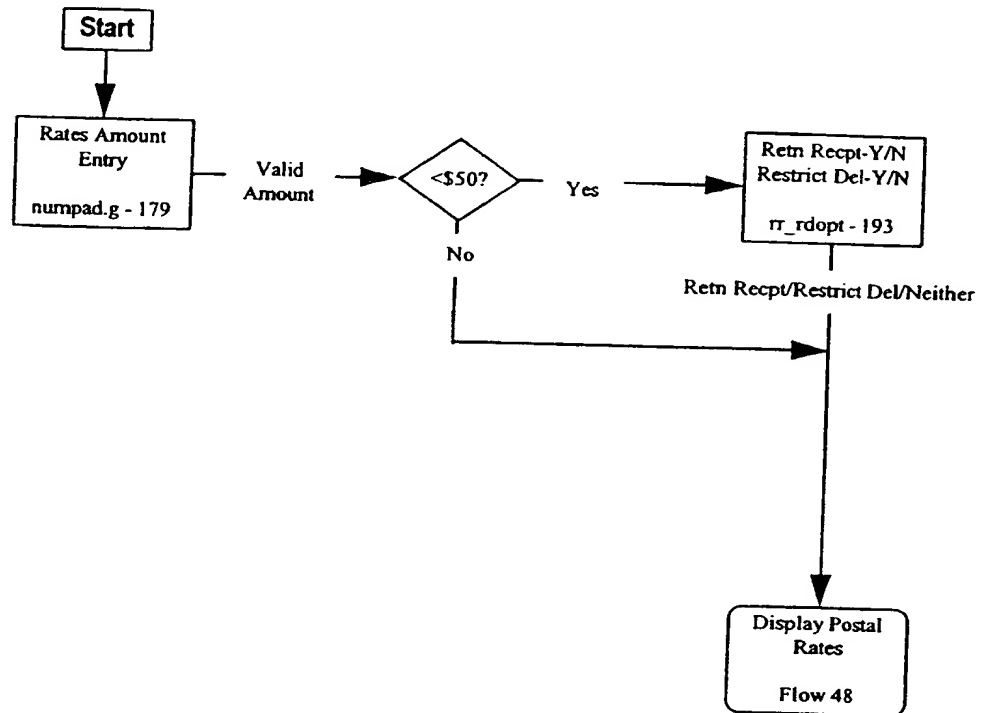 Start
Rates Amount
Entry
numpad.g - 179
Valid
Amount
<$50?
Yes
Retn Recpt-Y/N
Restrict Del-Y/N
rr_rdopt - 193
No
Retn Recpt/Restrict Del/Neither
Display Postal
Rates
Flow 48